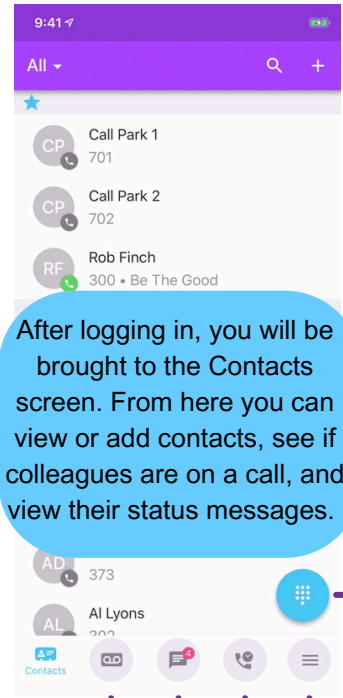 9:41
All
CP
Call Park 1
701
CP
Call Park 2
702
RF
Rob Finch
300 • Be The Good
After logging in, you will be
brought to the Contacts
screen. From here you can
view or add contacts, see if
colleagues are on a call, and
view their status messages.
AD
373
AL
Al Lyons
302
4
Contacts